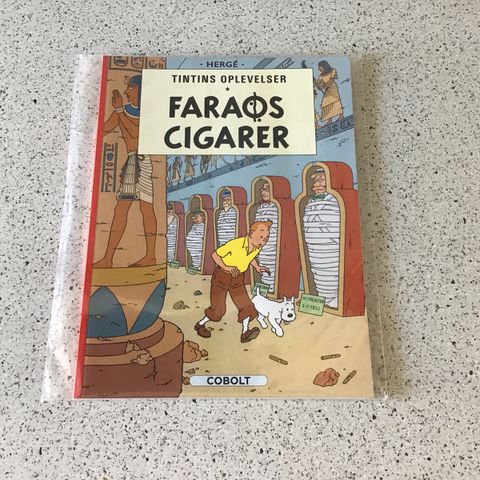 - HERGÉ -
TINTINS OPLEVELSER
FARAOS
CIGARER
COBOLT